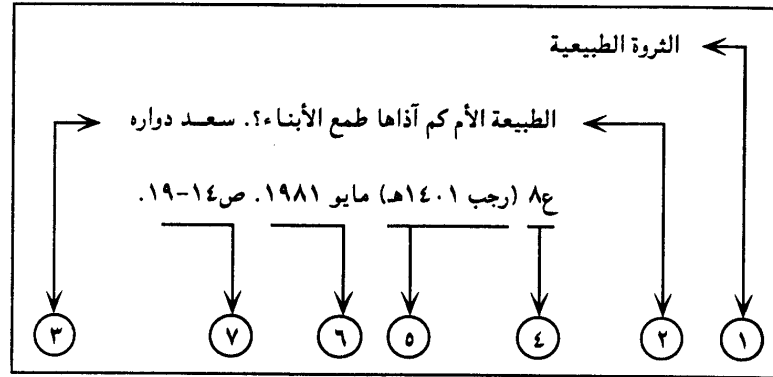 الثروة الطبيعية
الطبيعة الأم كم آذاها طمع الأبناء؟. سعد دواره
ع٨ (رجب ١٤٠١هـ) مايو ١٩٨١. ص١٤-١٩.
١ ٢ ٤ ٥ ٦ ٧ ٣